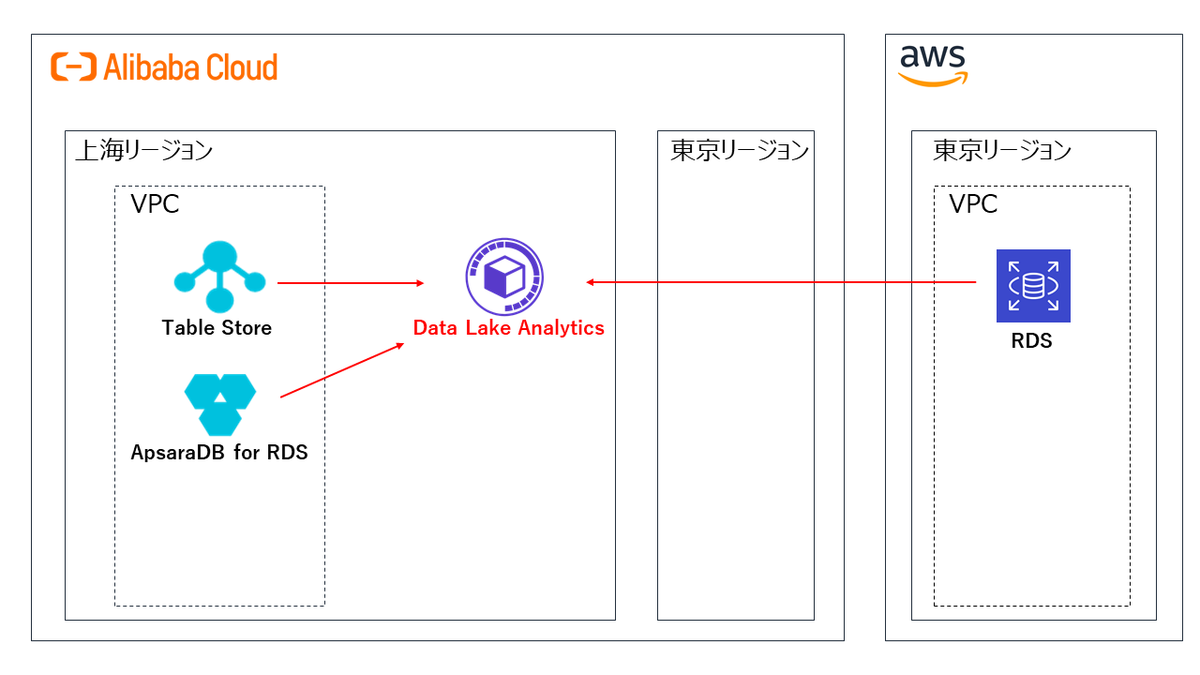 Alibaba Cloud
上海リージョン
VPC
Table Store
ApsaraDB for RDS
Data Lake Analytics
東京リージョン
aws
東京リージョン
VPC
RDS